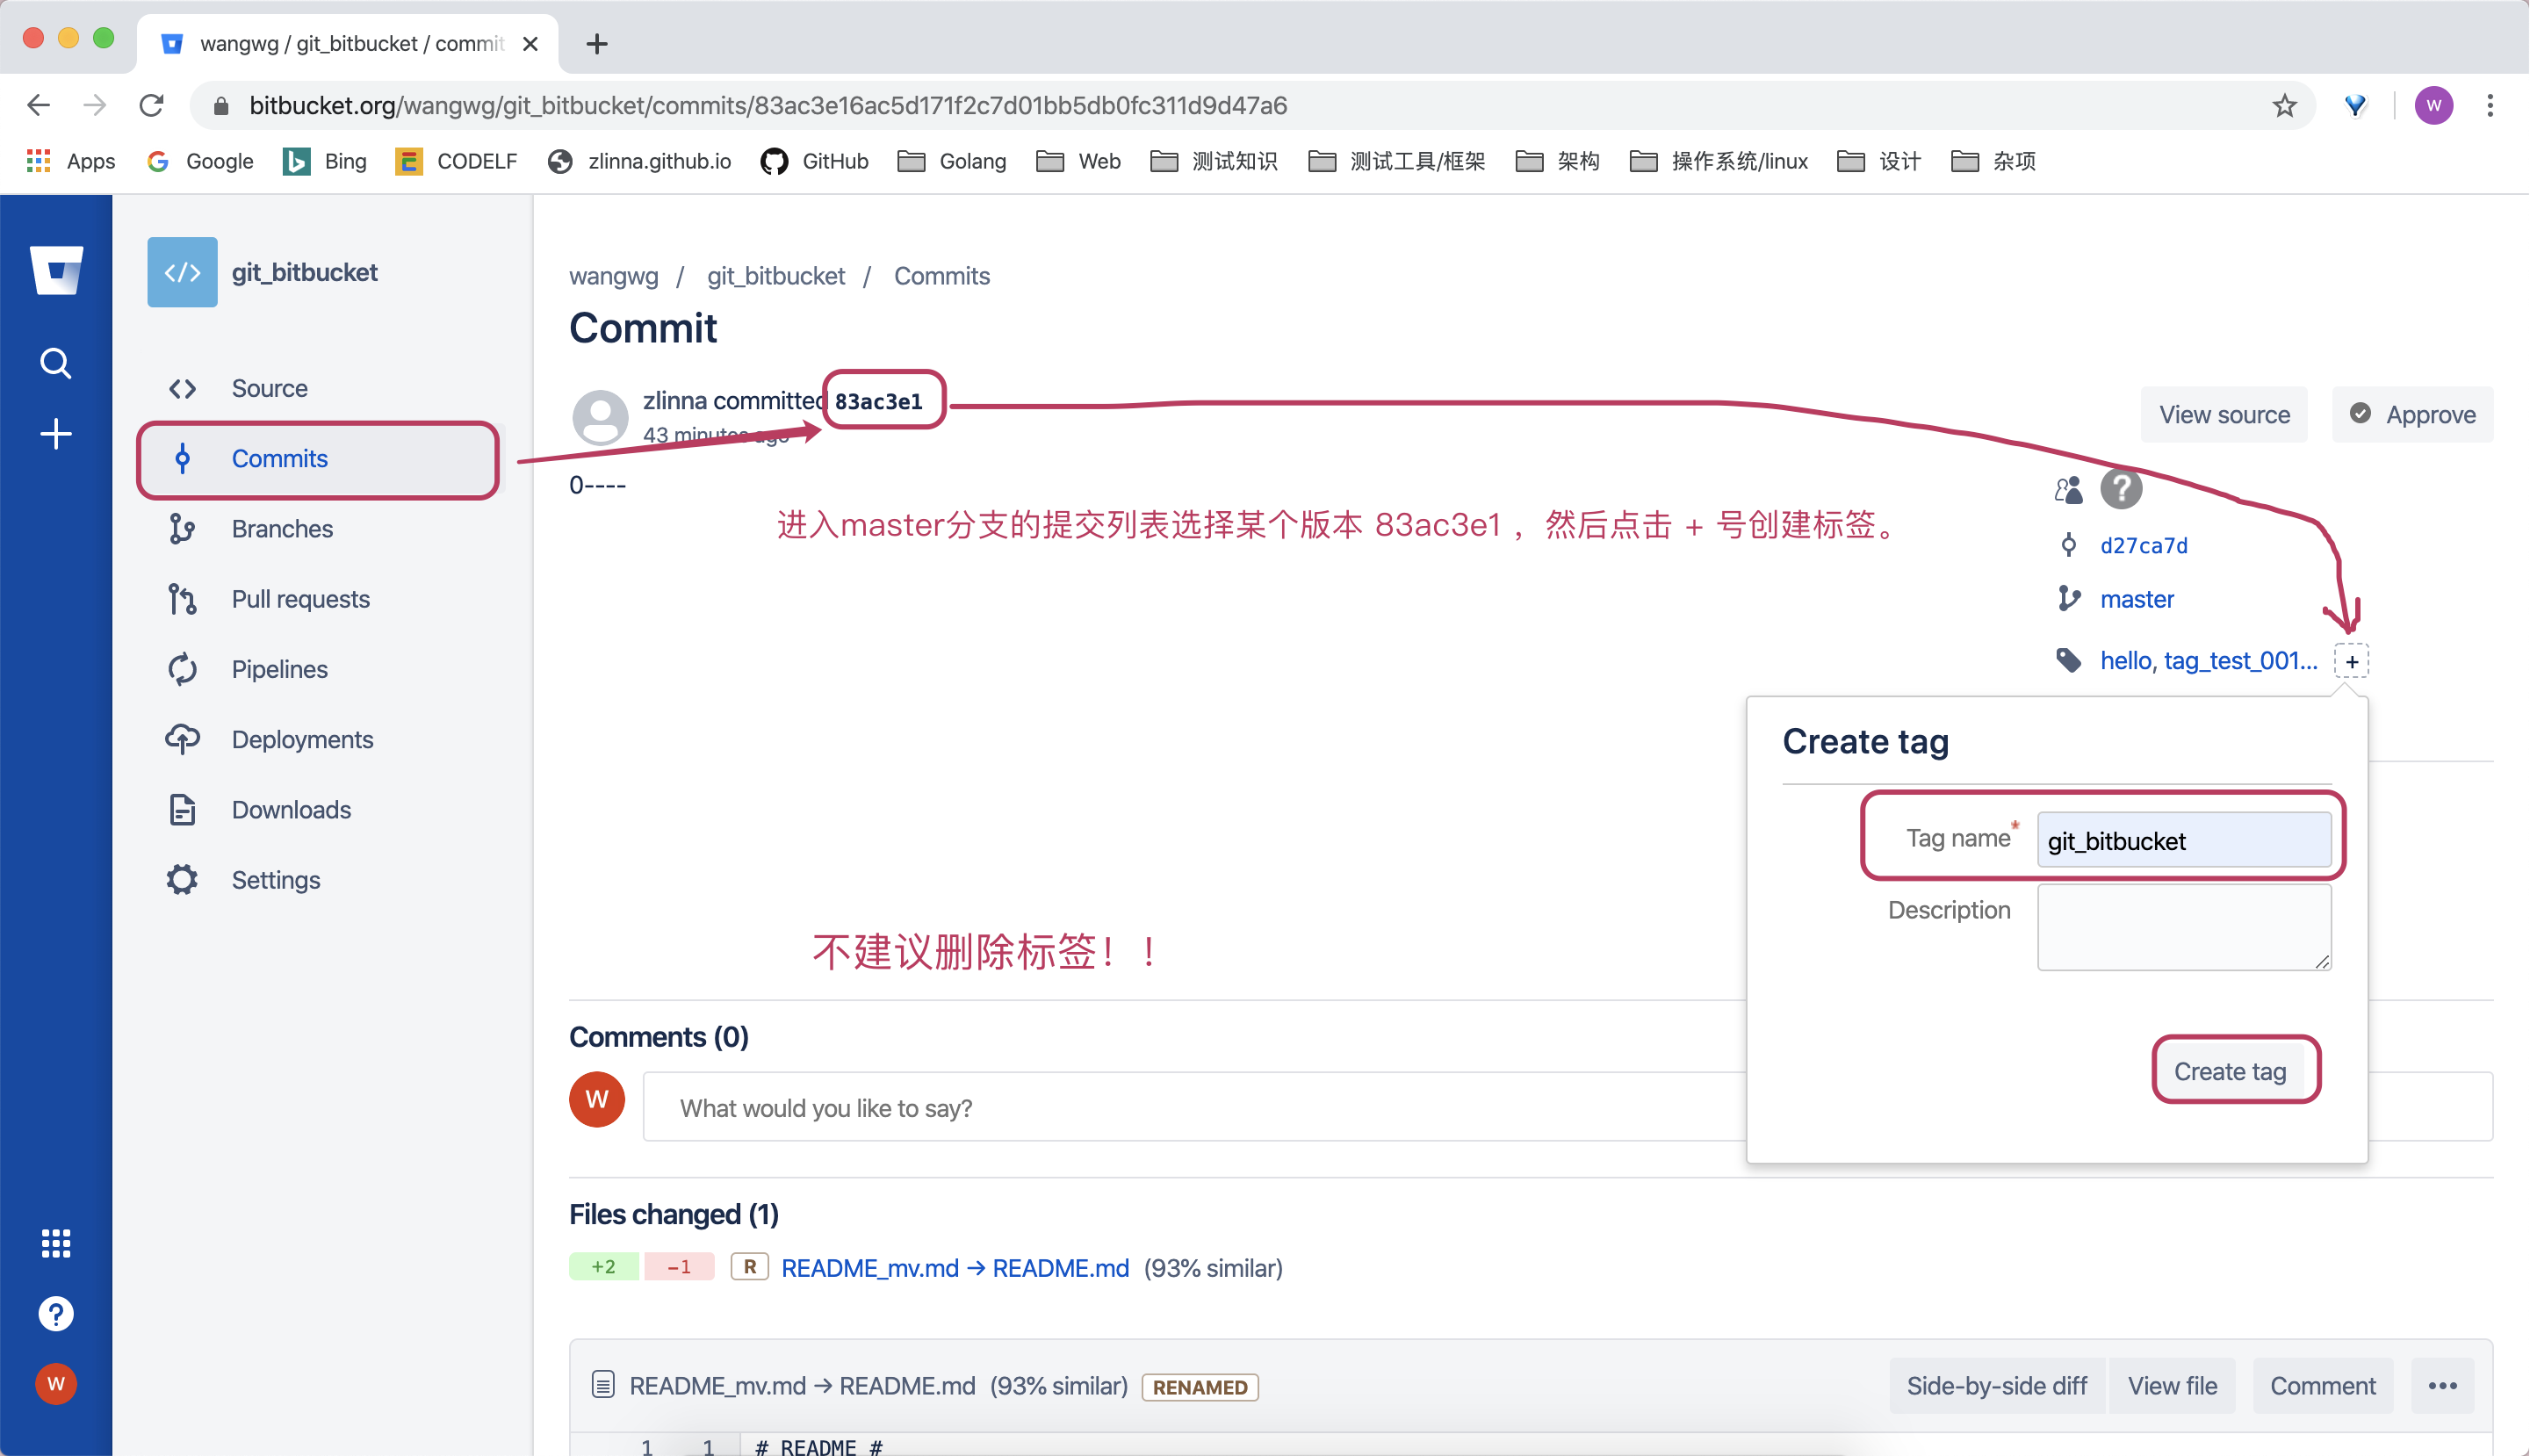 wangwg / git_bitbucket / commit
bitbucket.org/wangwg/git_bitbucket/commits/83ac3e16ac5d171f2c7d01bb5db0fc311d9d47a6
W
Apps
Google
Bing
CODELF
zlinna.github.io
GitHub
Golang
Web
测试知识
测试工具/框架
架构
操作系统/linux
设计
杂项
git_bitbucket
Source
Commits
Branches
Pull requests
Pipelines
Deployments
Downloads
Settings
W
wangwg / git_bitbucket / Commits
Commit
zlinna committed 83ac3e1
43 minutes ago
View source
Approve
0----
进入master分支的提交列表选择某个版本 83ac3e1 ，然后点击 + 号创建标签。
d27ca7d
master
hello, tag_test_001...
+
Create tag
Tag name*
git_bitbucket
Description
Create tag
不建议删除标签！！
Comments (0)
W
What would you like to say?
Files changed (1)
+2 −1 R README_mv.md → README.md (93% similar)
README_mv.md → README.md (93% similar) RENAMED
Side-by-side diff
View file
Comment
•••
1 1 # README #